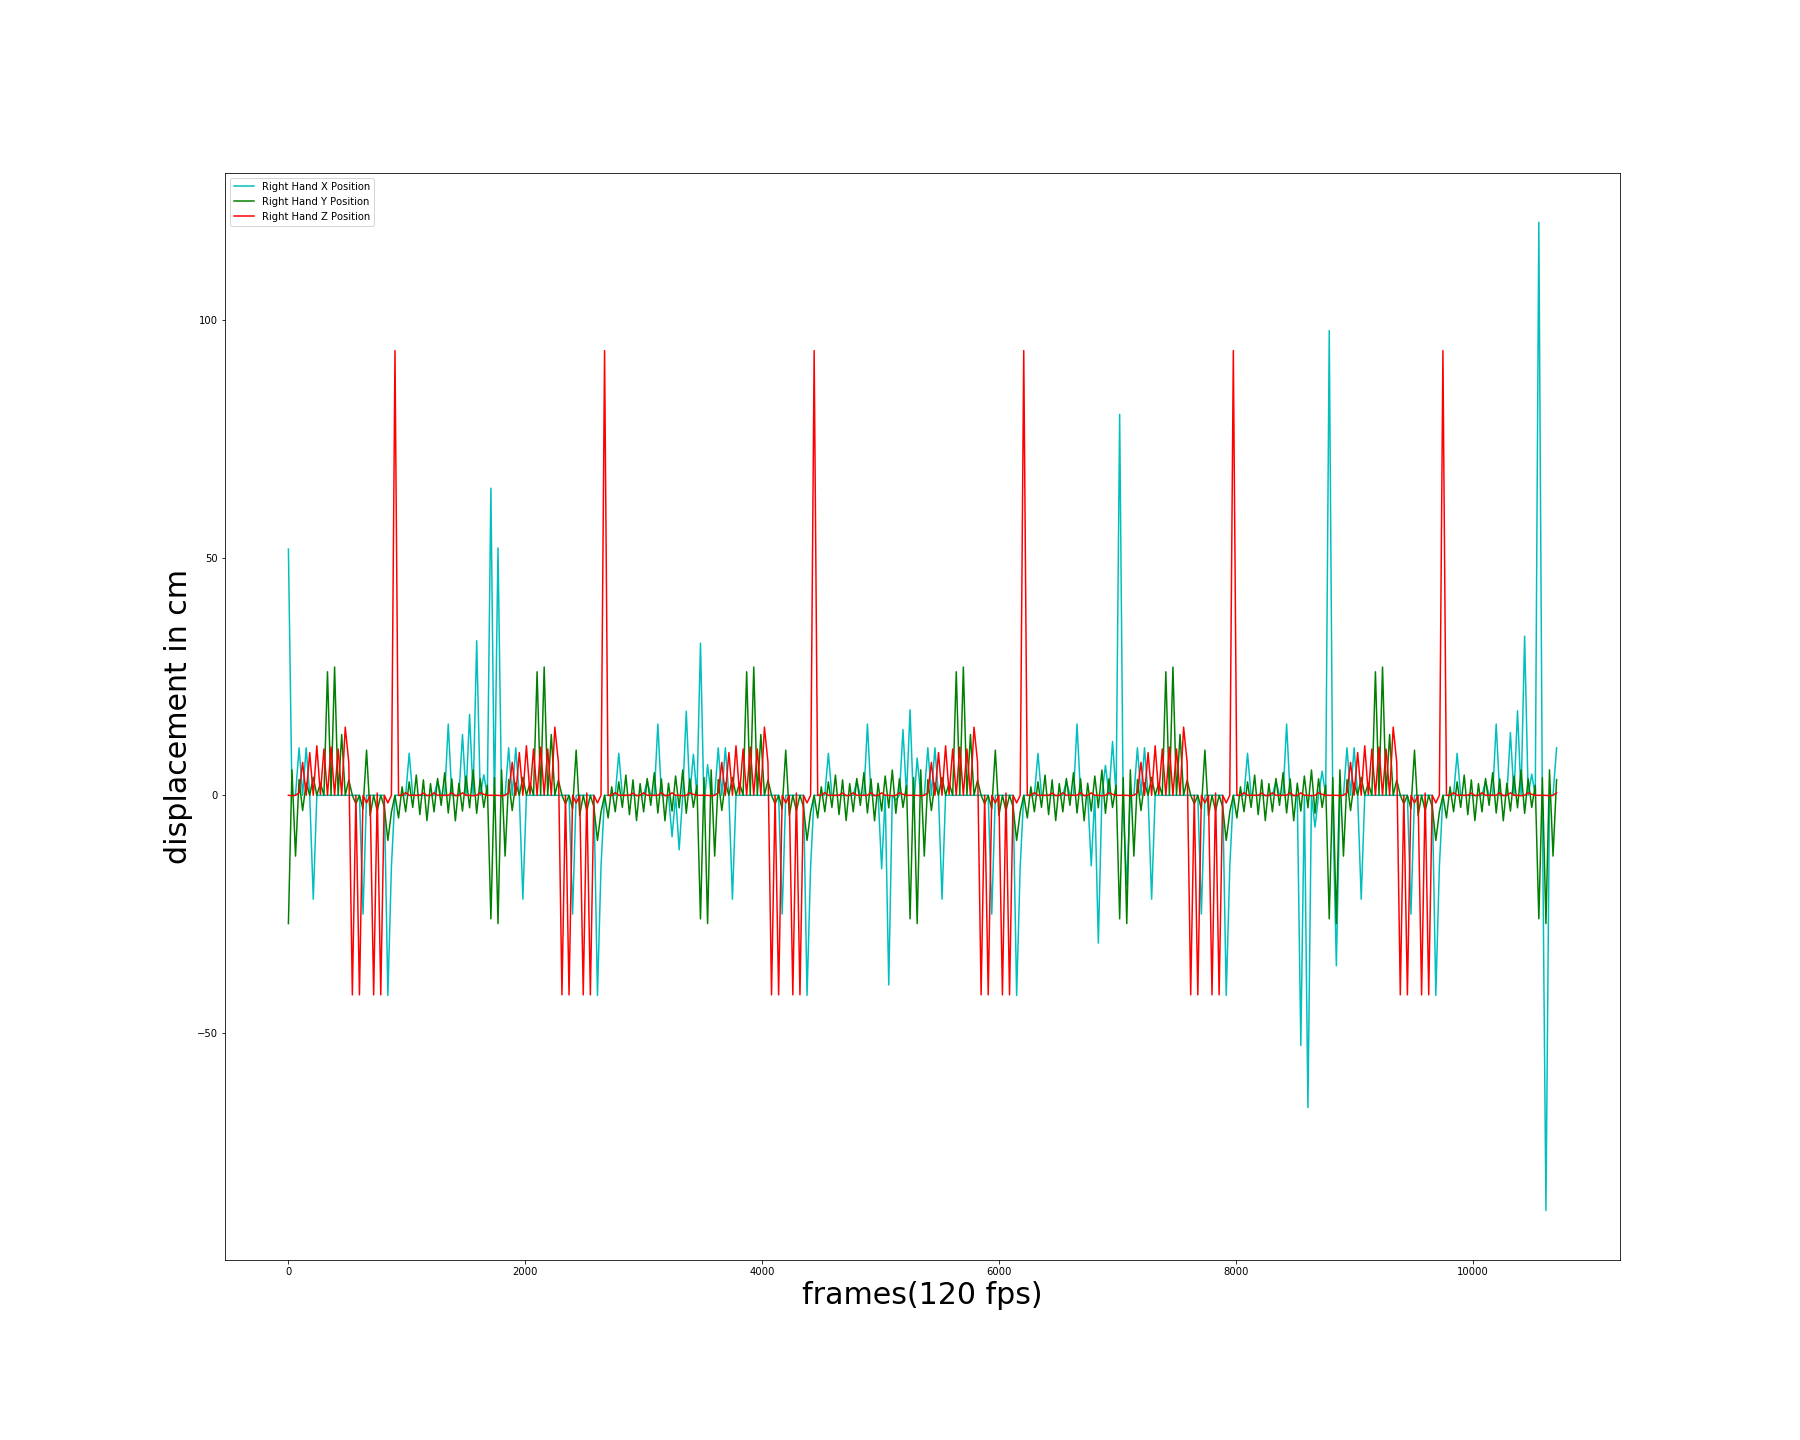 Right Hand X Position
Right Hand Y Position
Right Hand Z Position
100
50
0
−50
displacement in cm
0 2000 4000 6000 8000 10000
frames(120 fps)